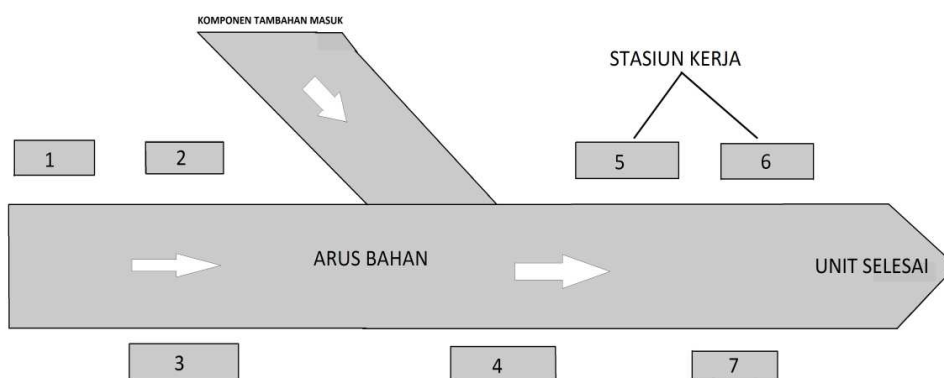 KOMPONEN TAMBAHAN MASUK
STASIUN KERJA
1
2
5
6
ARUS BAHAN
UNIT SELESAI
3
4
7